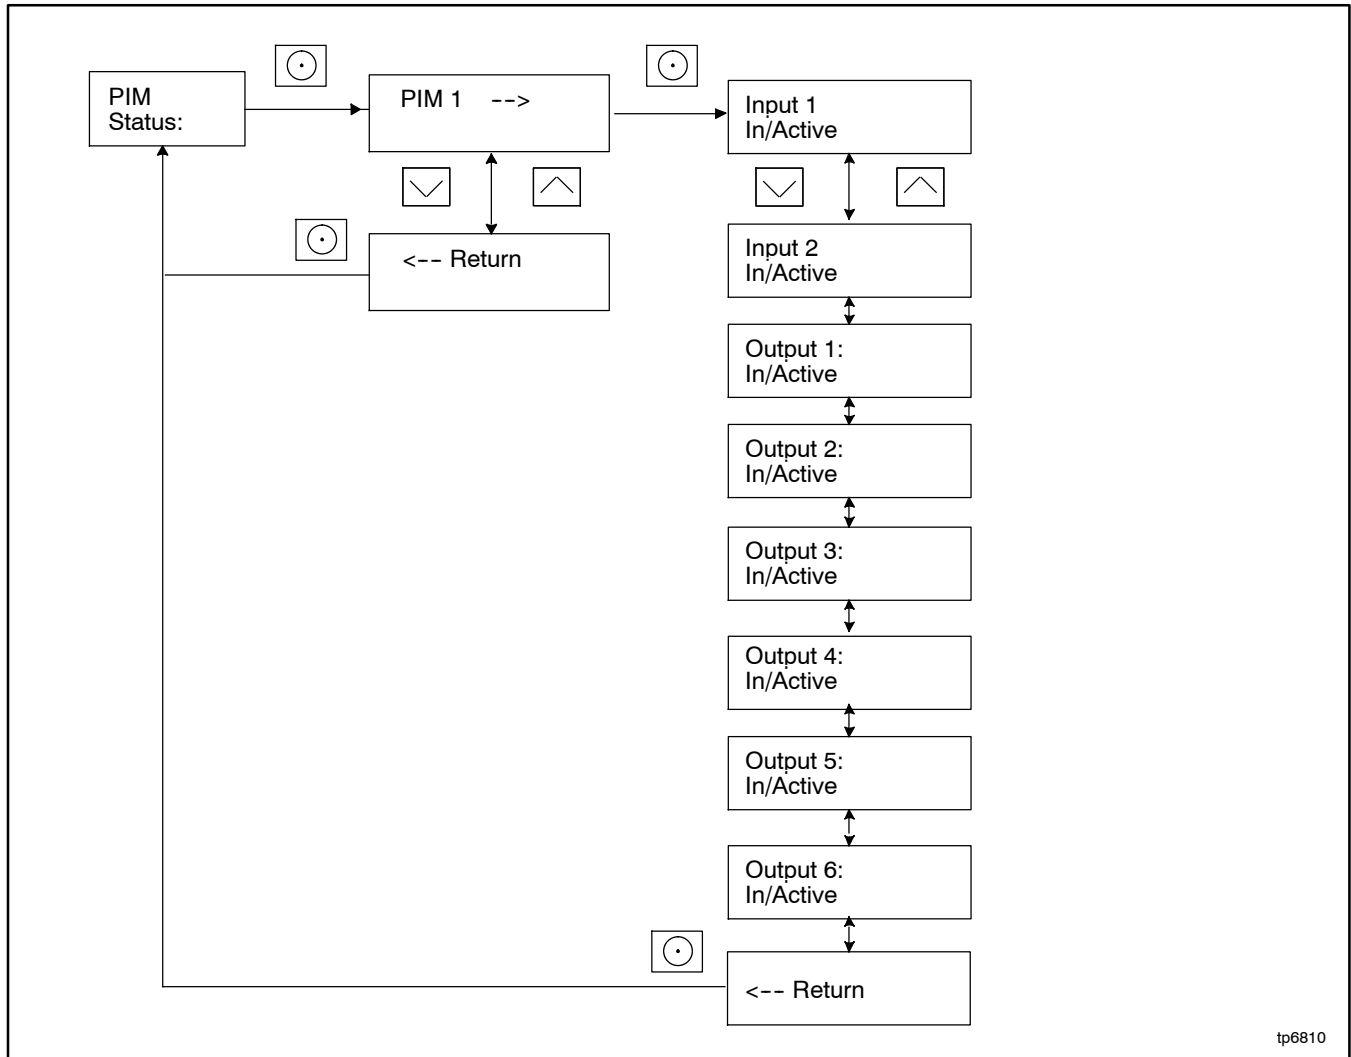 PIM
Status:
PIM 1 -->
Input 1
In/Active
<-- Return
Input 2
In/Active
Output 1:
In/Active
Output 2:
In/Active
Output 3:
In/Active
Output 4:
In/Active
Output 5:
In/Active
Output 6:
In/Active
<-- Return
tp6810